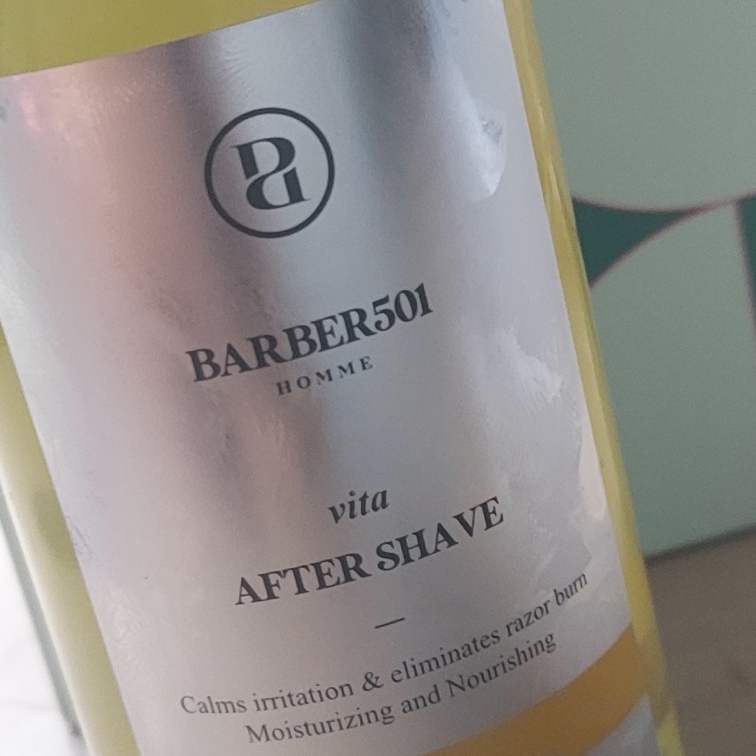 BARBER501
HOMME
vita
AFTER SHAVE
Calms irritation & eliminates razor burn
Moisturizing and Nourishing